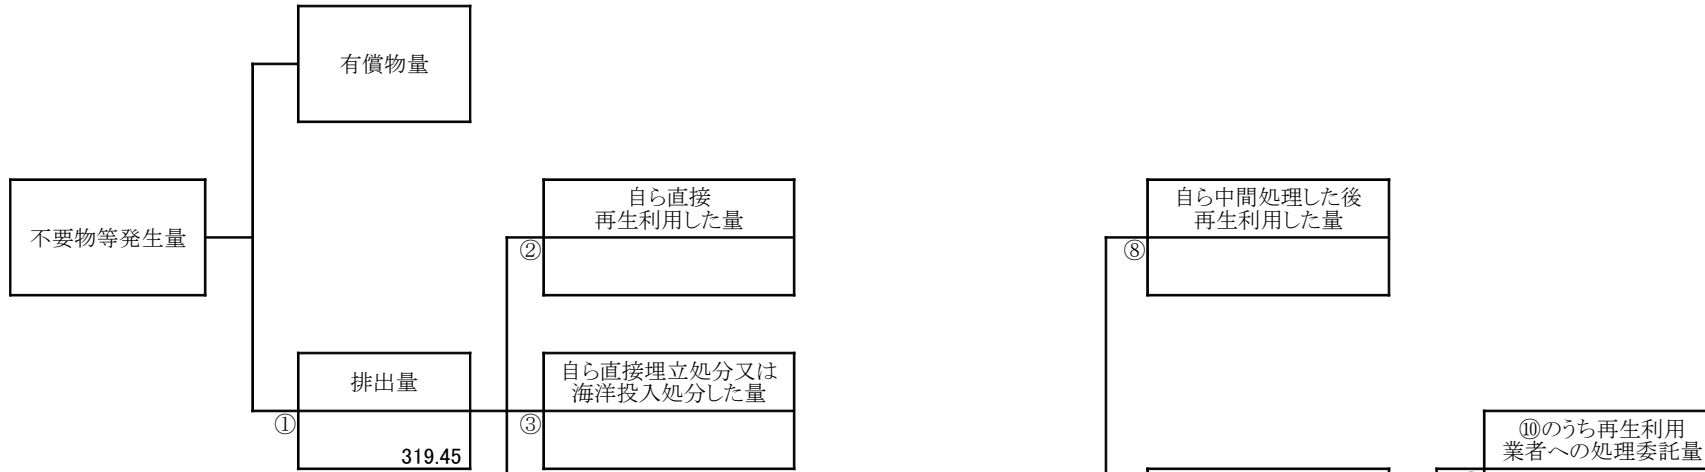 有償物量
不要物等発生量
自ら直接
再生利用した量
②
自ら中間処理した後
再生利用した量
⑧
排出量
①
319.45
自ら直接埋立処分又は
海洋投入処分した量
③
⑩のうち再生利用
業者への処理委託量